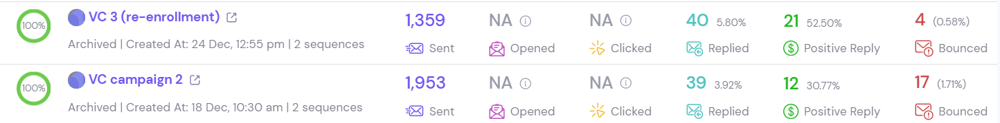 100%
VC 3 (re-enrollment)
1,359 NA NA 40 5.80% 21 52.50% 4 (0.58%)
Archived | Created At: 24 Dec, 12:55 pm | 2 sequences
Sent Opened Clicked Replied Positive Reply Bounced
100%
VC campaign 2
1,953 NA NA 39 3.92% 12 30.77% 17 (1.71%)
Archived | Created At: 18 Dec, 10:30 am | 2 sequences
Sent Opened Clicked Replied Positive Reply Bounced